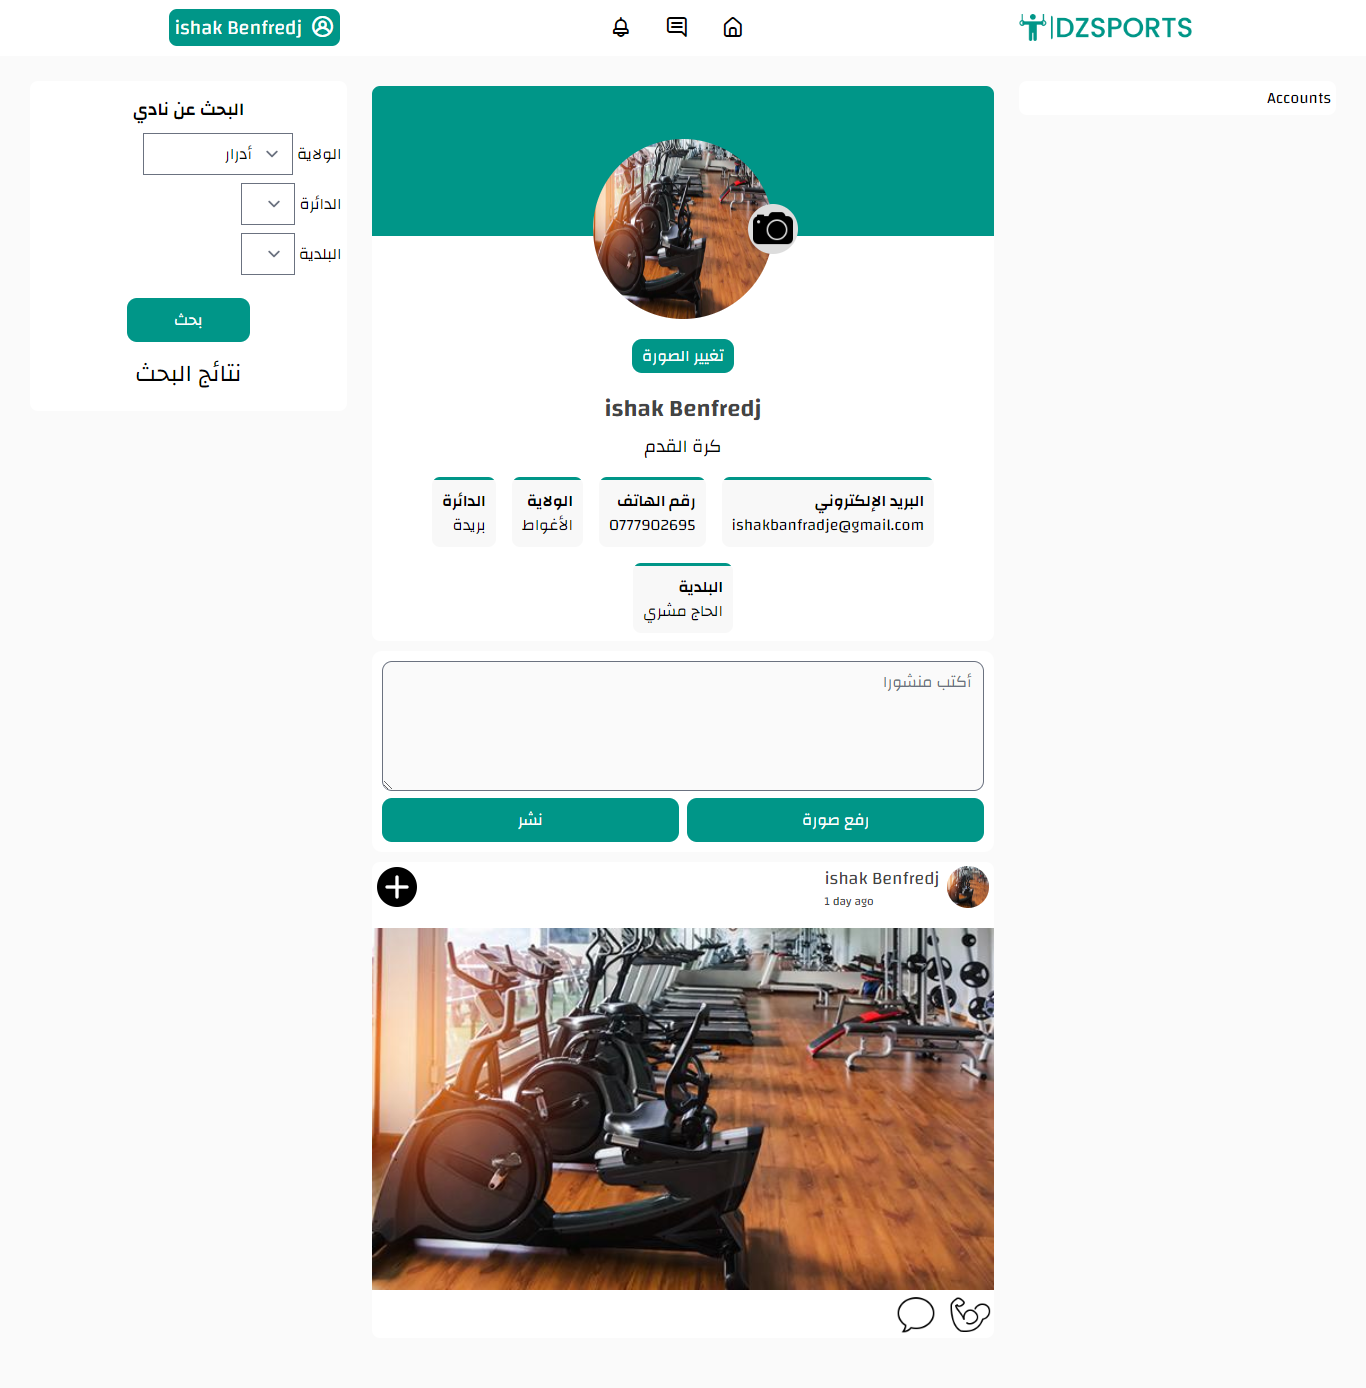 DZSPORTS
ishak Benfredj
Accounts
البحث عن نادي
الولاية
أدرار
الدائرة
البلدية
بحث
نتائج البحث
تغيير الصورة
ishak Benfredj
كرة القدم
البريد الإلكتروني
ishakbanfradje@gmail.com
رقم الهاتف
0777902695
الولاية
الأغواط
الدائرة
بريدة
البلدية
الحاج مشري
أكتب منشورا
رفع صورة
نشر
ishak Benfredj
1 day ago